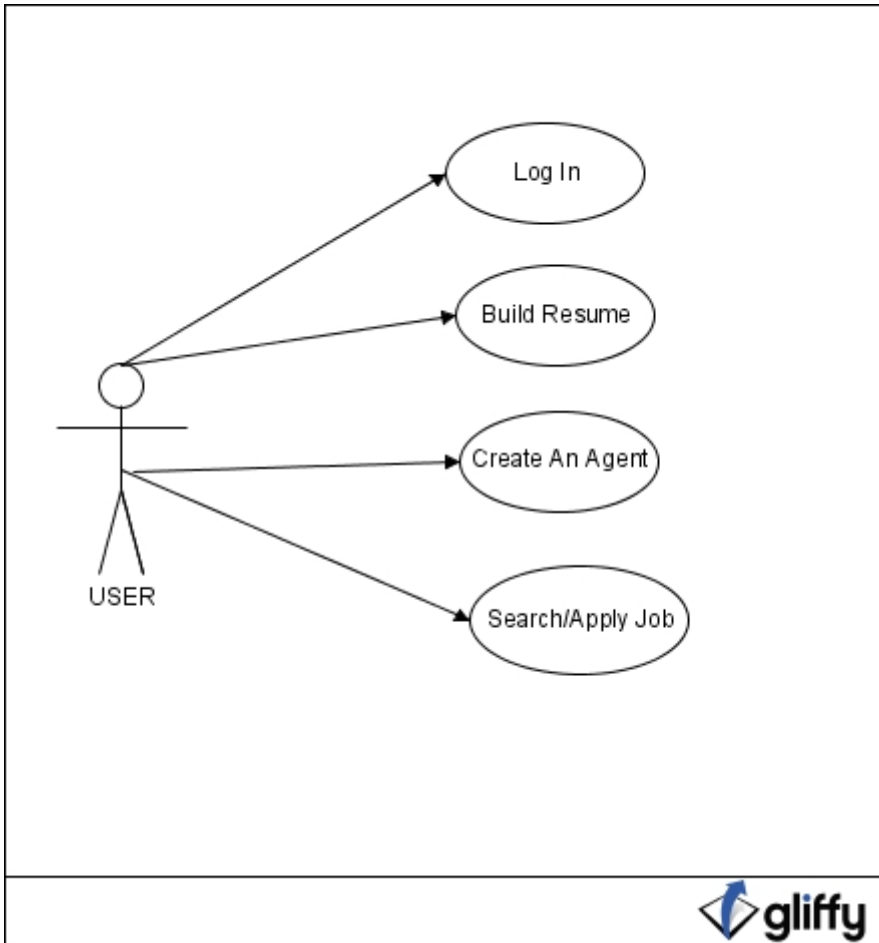 Log In
Build Resume
Create An Agent
Search/Apply Job
USER
gliffy